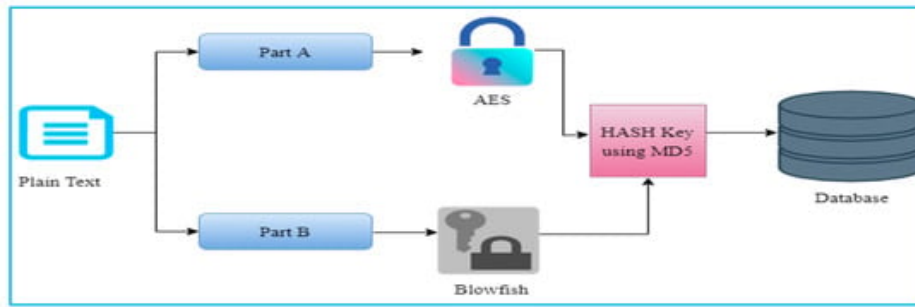 Part A
AES
HASH Key
using MD5
Plain Text
Database
Part B
Blowfish